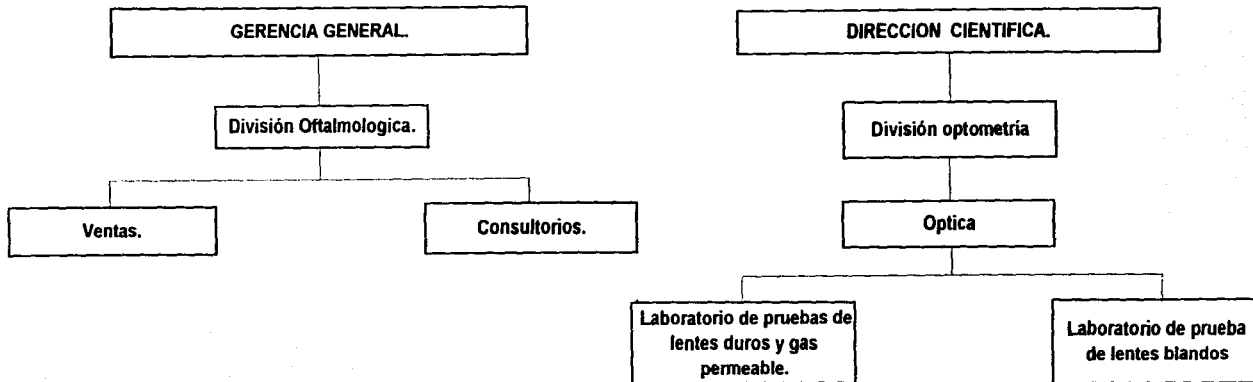 GERENCIA GENERAL.
División Oftalmologica.
Ventas.
Consultorios.
DIRECCION CIENTIFICA.
División optometría
Optica
Laboratorio de pruebas de
lentes duros y gas
permeable.
Laboratorio de prueba
de lentes blandos